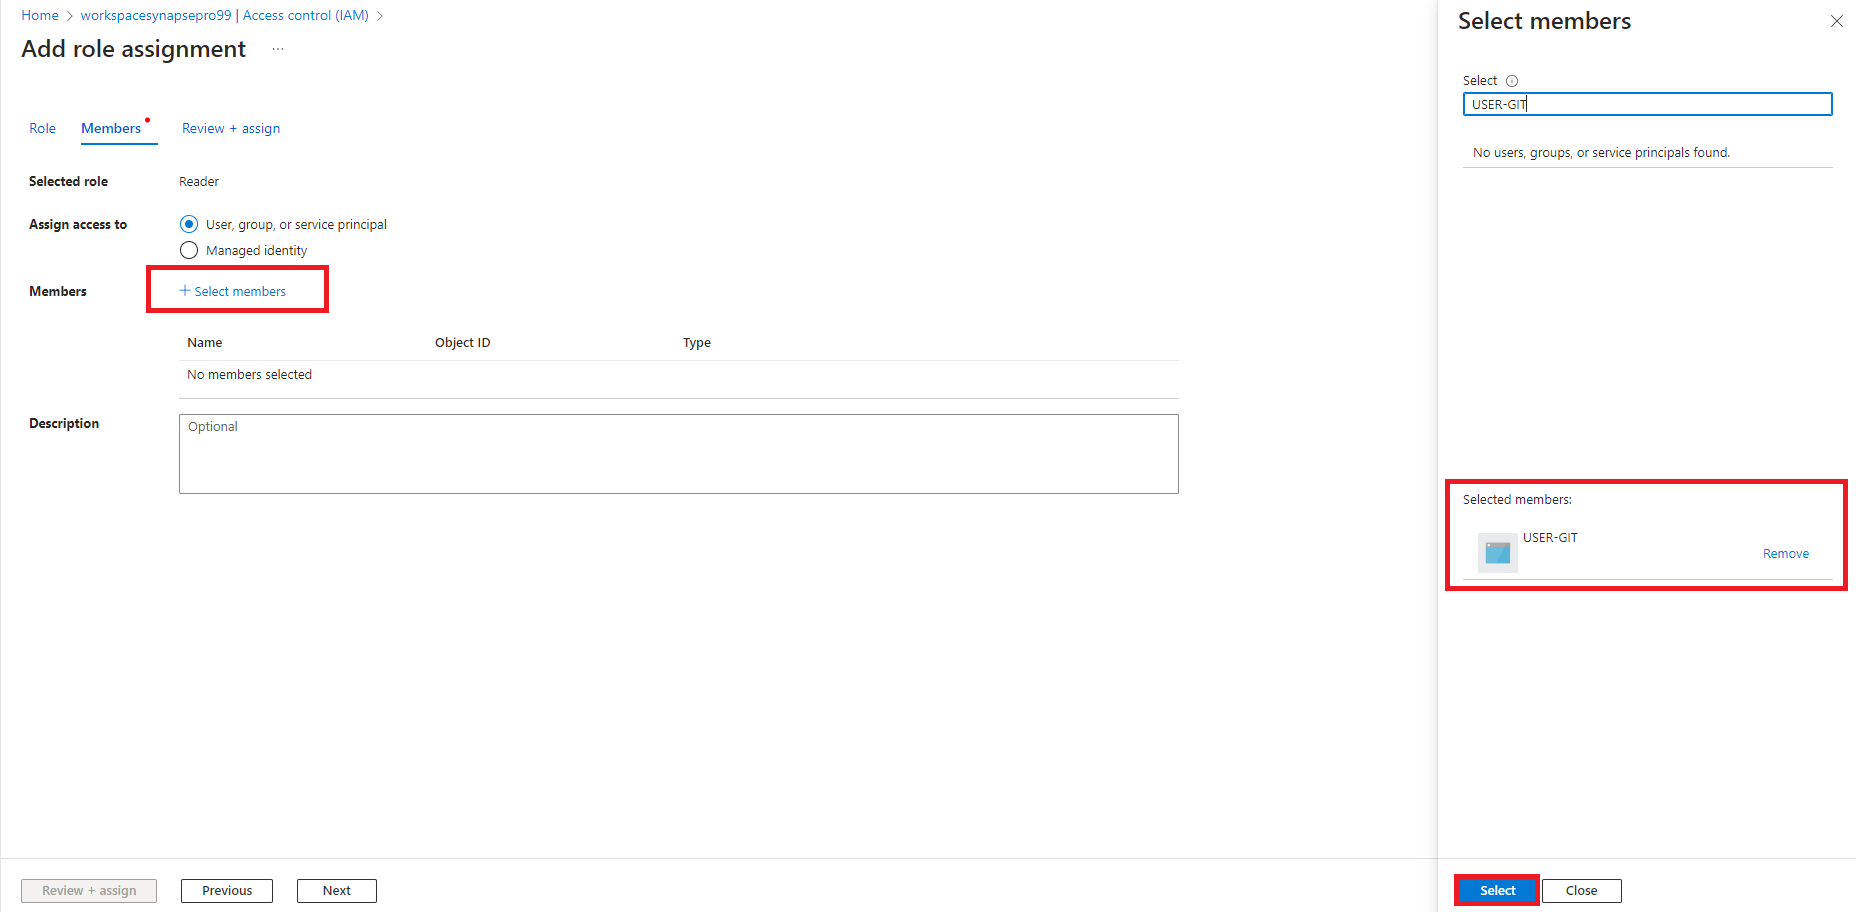 Home > workspacesynapsepro99 | Access control (IAM) >
Add role assignment ...
Role Members Review + assign
Selected role Reader
Assign access to User, group, or service principal
Managed identity
Members + Select members
Name Object ID Type
No members selected
Description Optional
Review + assign Previous Next
Select members
Select
USER-GIT
No users, groups, or service principals found.
Selected members:
USER-GIT
Remove
Select Close